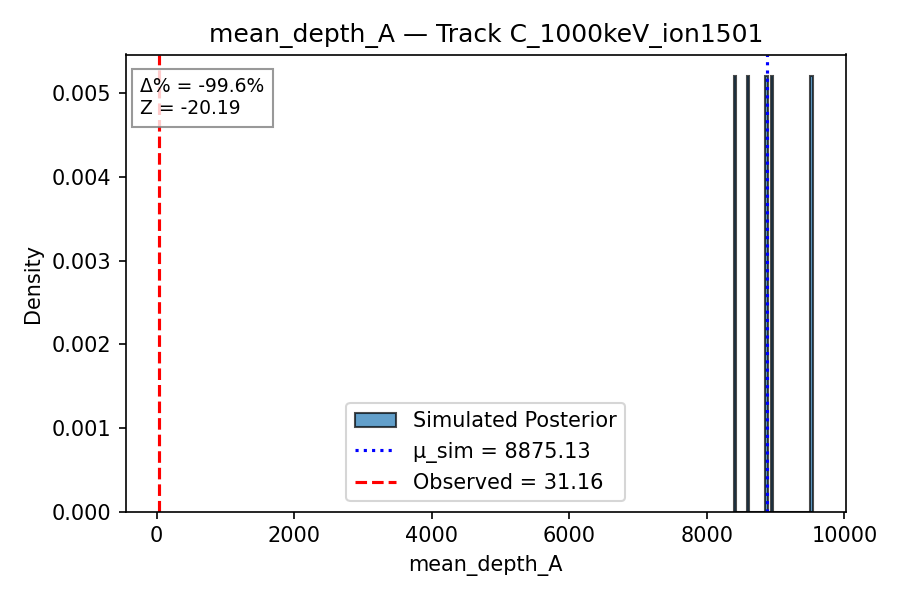 mean_depth_A — Track C_1000keV_ion1501
Δ% = -99.6%
Z = -20.19
Density
0.005
0.004
0.003
0.002
0.001
0.000
Simulated Posterior
μ_sim = 8875.13
Observed = 31.16
0
2000
4000
6000
8000
10000
mean_depth_A